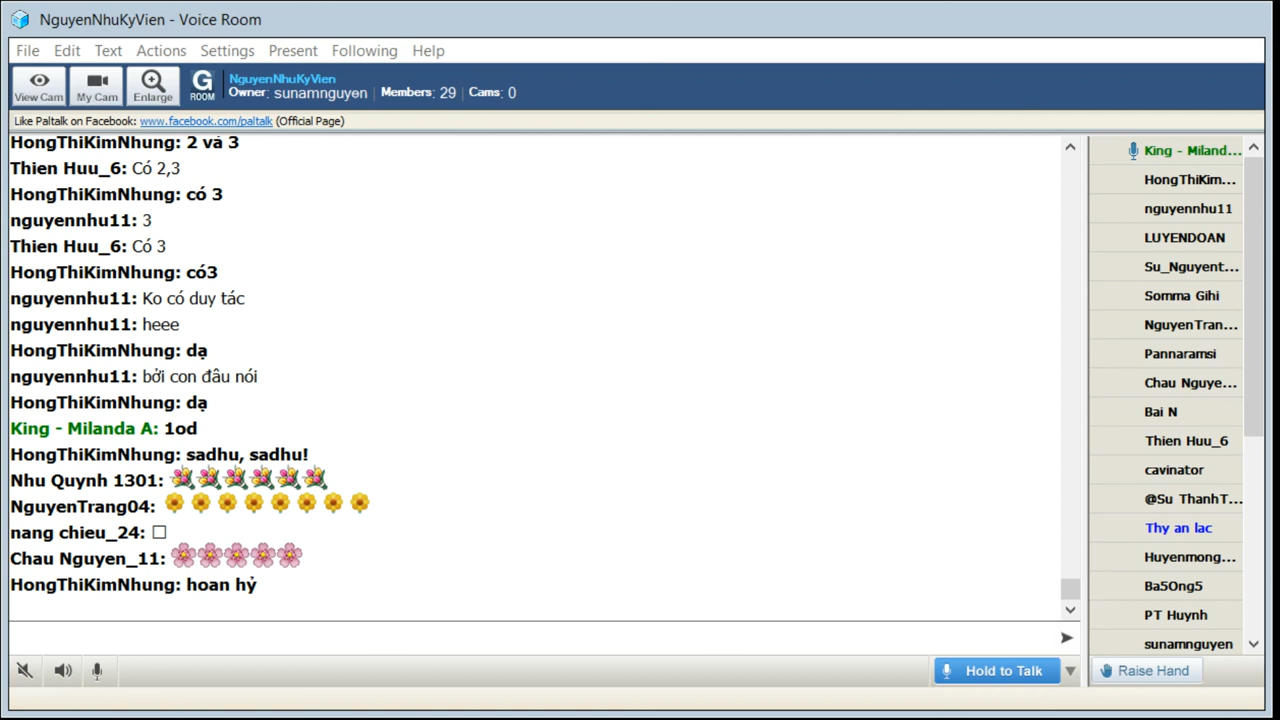 NguyenNhuKyVien - Voice Room
File Edit Text Actions Settings Present Following Help
View Cam My Cam Enlarge G ROOM
NguyenNhuKyVien
Owner: sunamnguyen | Members: 29 | Cams: 0
Like Paltalk on Facebook: www.facebook.com/paltalk (Official Page)
HongThiKimNhung: 2 và 3
Thien Huu_6: Có 2,3
HongThiKimNhung: có 3
nguyennhu11: 3
Thien Huu_6: Có 3
HongThiKimNhung: có3
nguyennhu11: Ko có duy tác
nguyennhu11: heee
HongThiKimNhung: dạ
nguyennhu11: bởi con đâu nói
HongThiKimNhung: dạ
King - Milanda A: 1od
HongThiKimNhung: sadhu, sadhu!
Nhu Quynh 1301:
NguyenTrang04:
nang chieu_24:
Chau Nguyen_11:
HongThiKimNhung: hoan hỷ
King - Miland...
HongThiKim...
nguyennhu11
LUYENDOAN
Su_Nguyent...
Somma Gihi
NguyenTran...
Pannaramsi
Chau Nguye...
Bai N
Thien Huu_6
cavinator
@Su ThanhT...
Thy an lac
Huyenmong...
Ba5Ong5
PT Huynh
sunamnguyen
Hold to Talk
Raise Hand